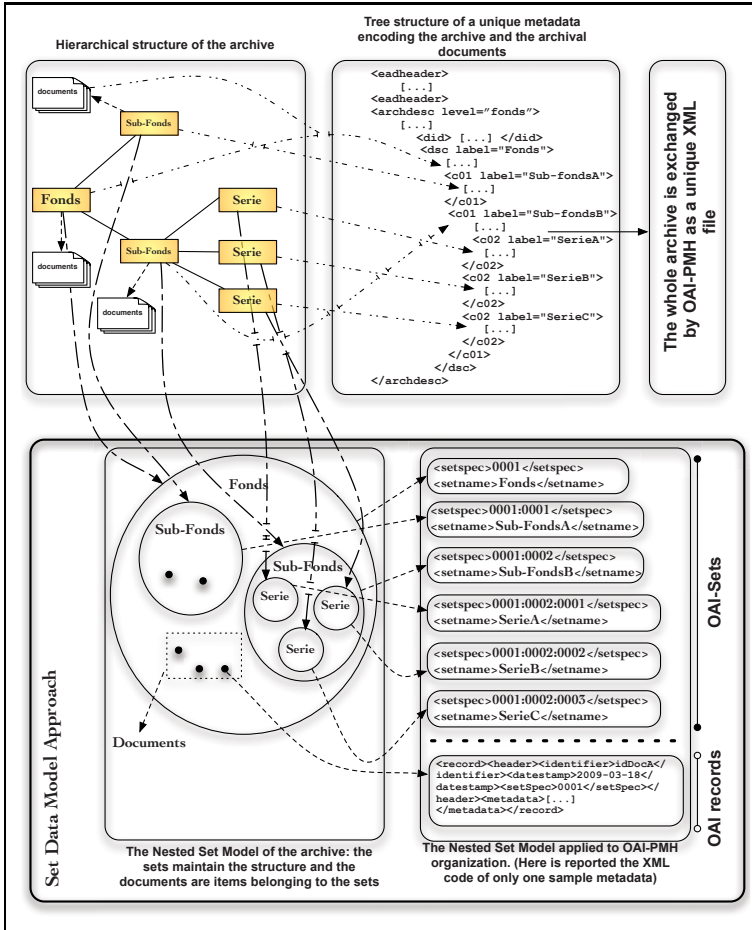 Hierarchical structure of the archive
Tree structure of a unique metadata
encoding the archive and the archival
documents
documents
Sub-Fonds
Fonds
documents
Sub-Fonds
documents
Serie
Serie
Serie
<eadheader>
[...]
<eadheader>
<archdesc level="fonds">
[...]
<did> [...] </did>
<dsc label="Fonds">
[...]
<c01 label="Sub-fondsA">
[...]
</c01>
<c01 label="Sub-fondsB">
[...]
<c02 label="SerieA">
[...]
</c02>
<c02 label="SerieB">
[...]
</c02>
<c02 label="SerieC">
[...]
</c02>
</c01>
</dsc>
</archdesc>
The whole archive is exchanged
by OAI-PMH as a unique XML
file
Set Data Model Approach
Fonds
Sub-Fonds
Sub-Fonds
Serie
Serie
Serie
Documents
<setspec>0001</setspec>
<setname>Fonds</setname>
<setspec>0001:0001</setspec>
<setname>Sub-FondsA</setname>
<setspec>0001:0002</setspec>
<setname>Sub-FondsB</setname>
<setspec>0001:0002:0001</setspec>
<setname>SerieA</setname>
<setspec>0001:0002:0002</setspec>
<setname>SerieB</setname>
<setspec>0001:0002:0003</setspec>
<setname>SerieC</setname>
<record><header><identifier>idDocA</
identifier><datestamp>2009-03-18</
datestamp><setSpec>0001</setSpec></
header><metadata>[...]
</metadata></record>
OAI-Sets
OAI records
The Nested Set Model of the archive: the
sets maintain the structure and the
documents are items belonging to the sets
The Nested Set Model applied to OAI-PMH
organization. (Here is reported the XML
code of only one sample metadata)